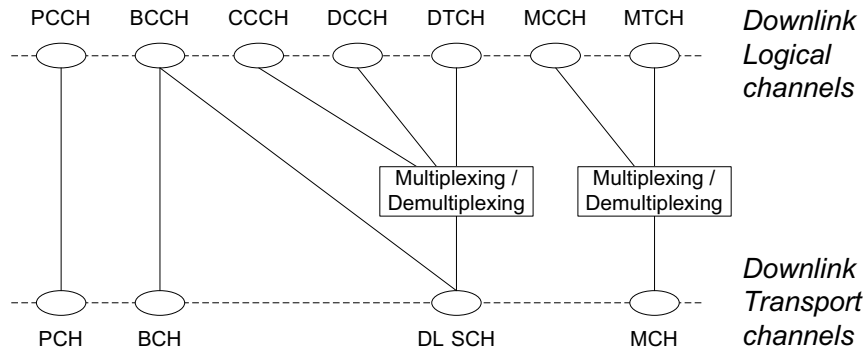 PCCH BCCH CCCH DCCH DTCH MCCH MTCH
Downlink
Logical
channels
Multiplexing /
Demultiplexing
Multiplexing /
Demultiplexing
Downlink
Transport
channels
PCH BCH DL SCH MCH